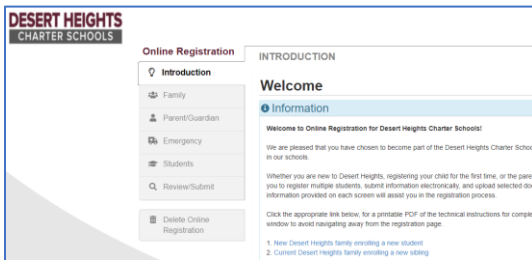 DESERT HEIGHTS
CHARTER SCHOOLS
Online Registration
Introduction
Family
Parent/Guardian
Emergency
Students
Review/Submit
Delete Online
Registration
INTRODUCTION
Welcome
Information
Welcome to Online Registration for Desert Heights Charter Schools!
We are pleased that you have chosen to become part of the Desert Heights Charter
in our schools.
Whether you are new to Desert Heights, registering your child for the first time, or the
you to register multiple students, submit information electronically, and upload selected
information provided on each screen will assist you in the registration process.
Click the appropriate link below, for a printable PDF of the technical instructions for
window to avoid navigating away from the registration page.
1. New Desert Heights family enrolling a new student
2. Current Desert Heights family enrolling a new sibling